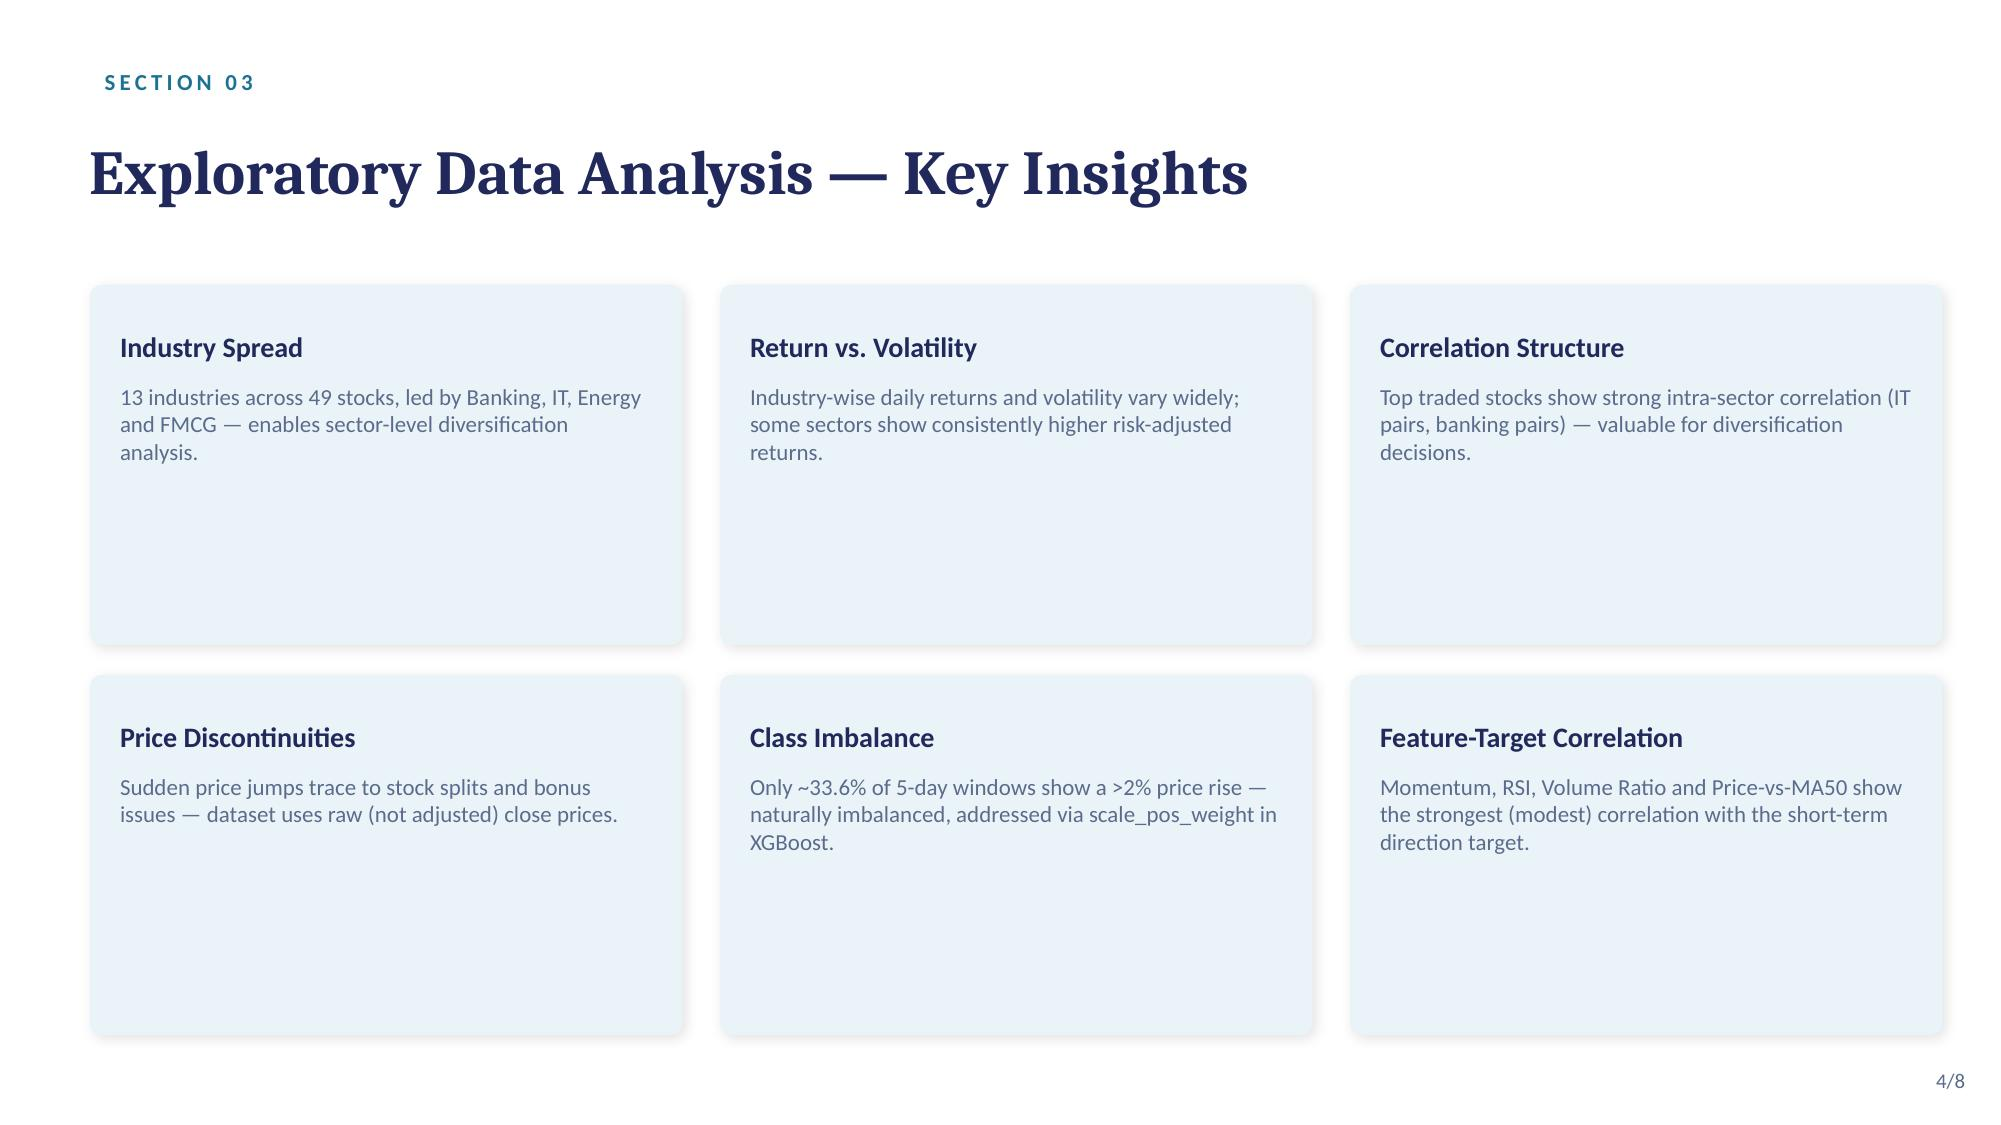 SECTION 03
Exploratory Data Analysis — Key Insights
Industry Spread
13 industries across 49 stocks, led by Banking, IT, Energy
and FMCG — enables sector-level diversification
analysis.
Return vs. Volatility
Industry-wise daily returns and volatility vary widely;
some sectors show consistently higher risk-adjusted
returns.
Correlation Structure
Top traded stocks show strong intra-sector correlation (IT
pairs, banking pairs) — valuable for diversification
decisions.
Price Discontinuities
Sudden price jumps trace to stock splits and bonus
issues — dataset uses raw (not adjusted) close prices.
Class Imbalance
Only ~33.6% of 5-day windows show a >2% price rise —
naturally imbalanced, addressed via scale_pos_weight in
XGBoost.
Feature-Target Correlation
Momentum, RSI, Volume Ratio and Price-vs-MA50 show
the strongest (modest) correlation with the short-term
direction target.
4/8